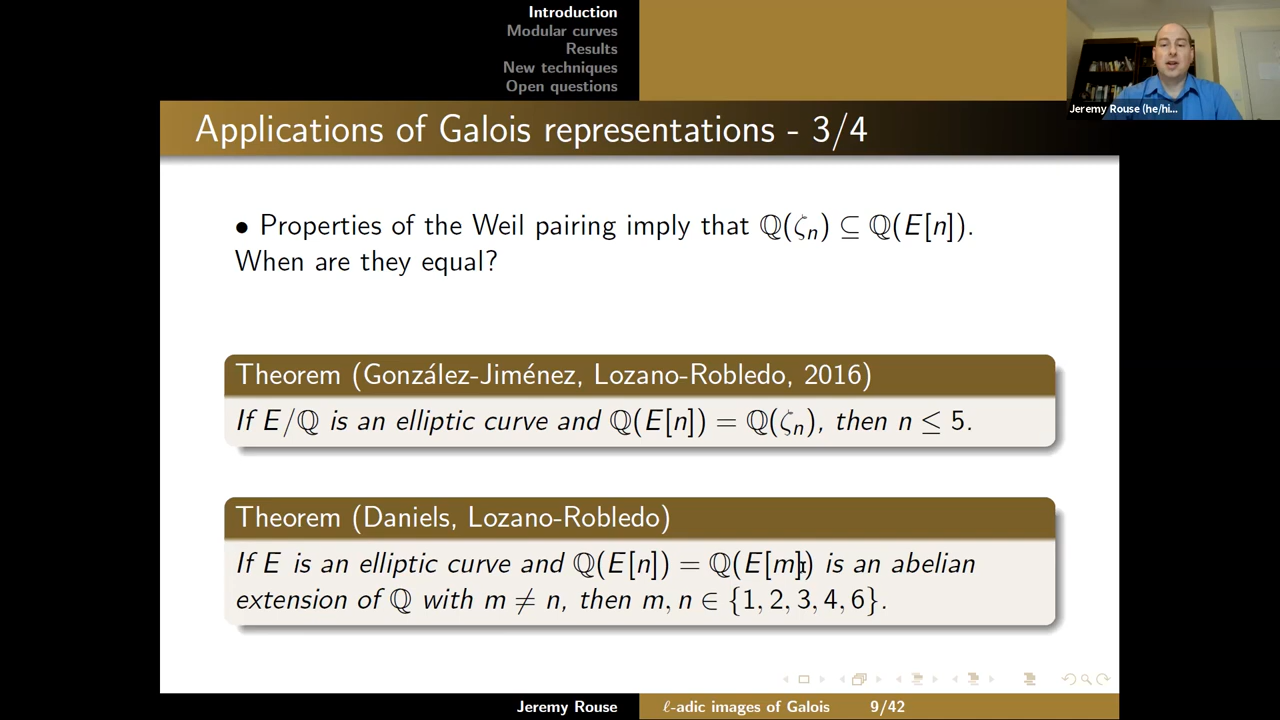 Introduction
Modular curves
Results
New techniques
Open questions
Jeremy Rouse (he/hi...
Applications of Galois representations - 3/4
• Properties of the Weil pairing imply that ℚ(ζₙ) ⊆ ℚ(E[n]).
When are they equal?
Theorem (González-Jiménez, Lozano-Robledo, 2016)
If E/ℚ is an elliptic curve and ℚ(E[n]) = ℚ(ζₙ), then n ≤ 5.
Theorem (Daniels, Lozano-Robledo)
If E is an elliptic curve and ℚ(E[n]) = ℚ(E[m]) is an abelian
extension of ℚ with m ≠ n, then m, n ∈ {1, 2, 3, 4, 6}.
Jeremy Rouse
ℓ-adic images of Galois
9/42